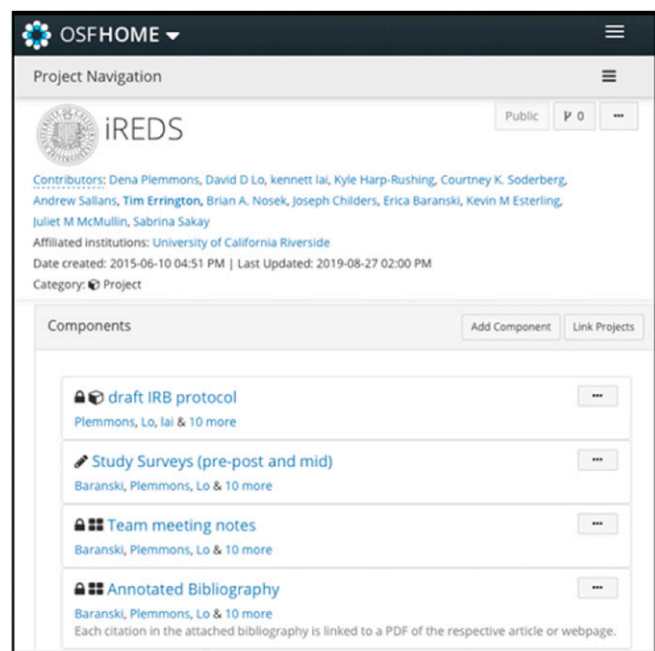 OSFHOME
Project Navigation
iREDS
Public
0
Contributors: Dena Plemmons, David D Lo, kennett lai, Kyle Harp-Rushing, Courtney K. Soderberg,
Andrew Sallans, Tim Errington, Brian A. Nosek, Joseph Childers, Erica Baranski, Kevin M Esterling,
Juliet M McMullin, Sabrina Sakay
Affiliated institutions: University of California Riverside
Date created: 2015-06-10 04:51 PM | Last Updated: 2019-08-27 02:00 PM
Category: Project
Components
Add Component
Link Projects
draft IRB protocol
Plemmons, Lo, lai & 10 more
Study Surveys (pre-post and mid)
Baranski, Plemmons, Lo & 10 more
Team meeting notes
Baranski, Plemmons, Lo & 10 more
Annotated Bibliography
Baranski, Plemmons, Lo & 10 more
Each citation in the attached bibliography is linked to a PDF of the respective article or webpage.